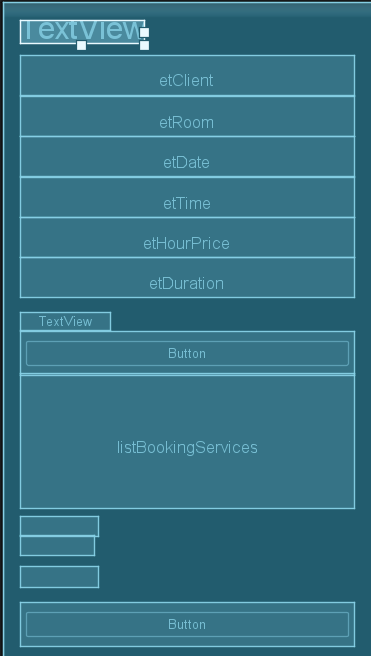 TextView
etClient
etRoom
etDate
etTime
etHourPrice
etDuration
TextView
Button
listBookingServices
Button